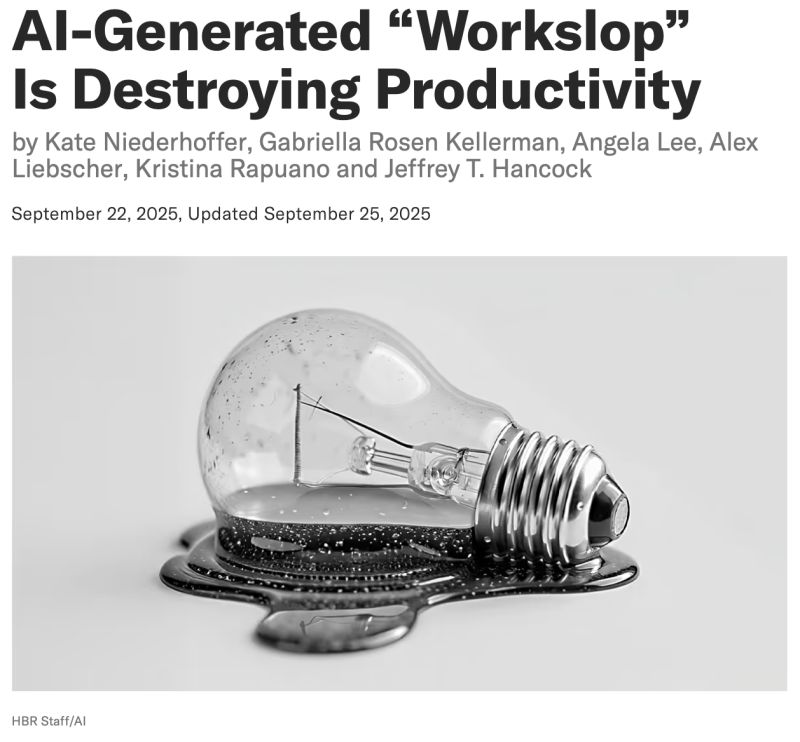 AI-Generated “Workslop”
Is Destroying Productivity
by Kate Niederhoffer, Gabriella Rosen Kellerman, Angela Lee, Alex
Liebscher, Kristina Rapuano and Jeffrey T. Hancock
September 22, 2025, Updated September 25, 2025
HBR Staff/AI